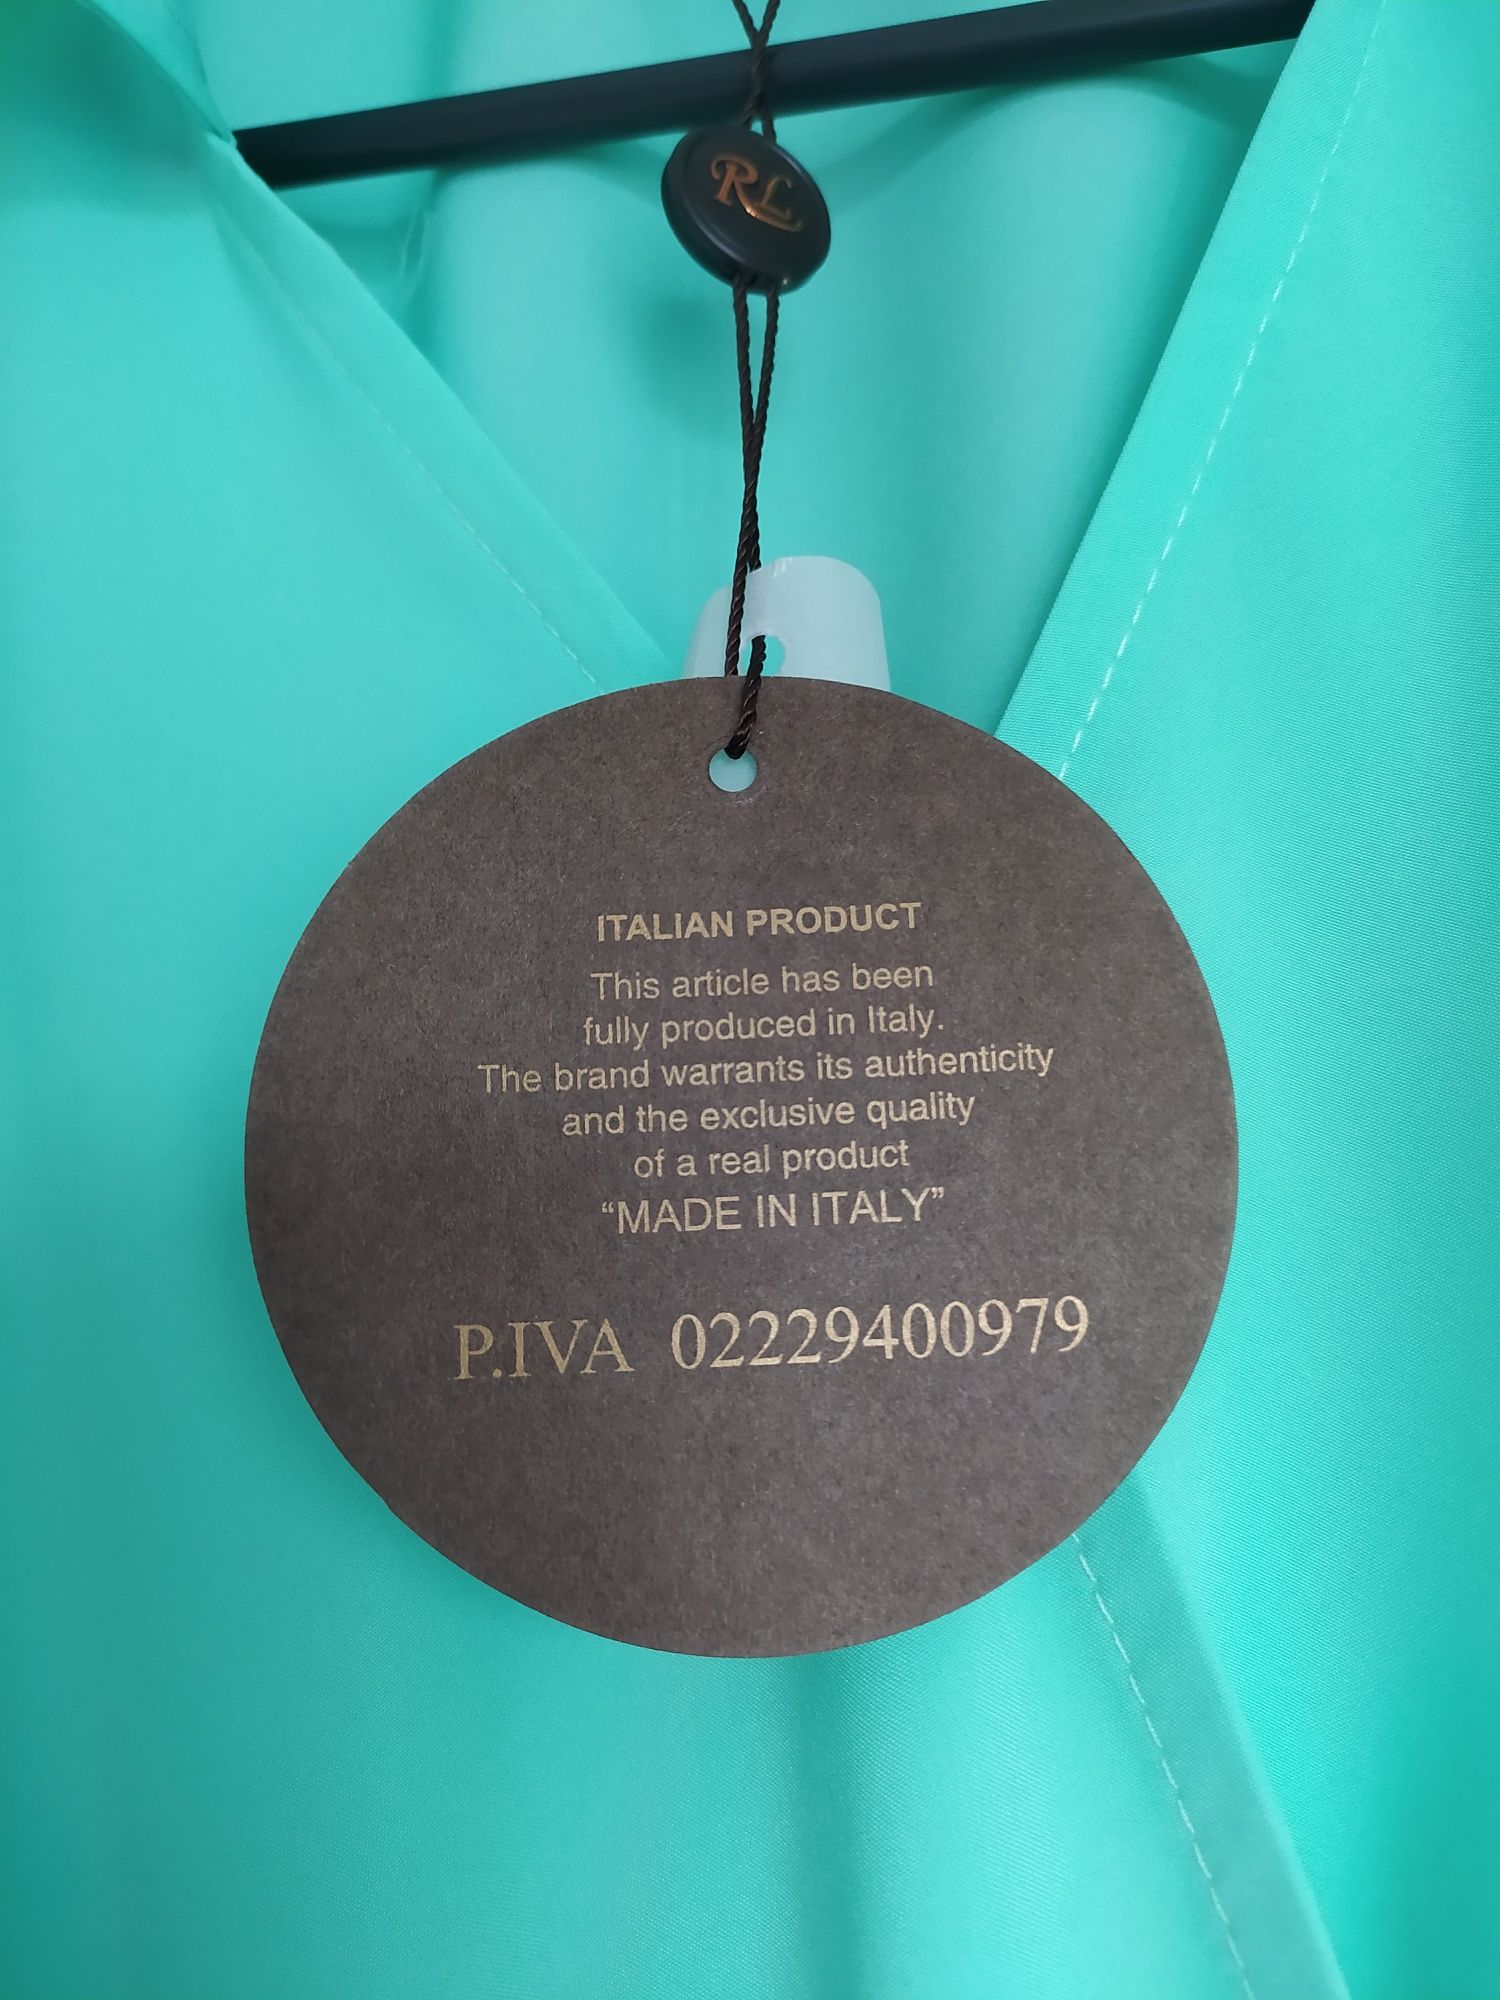 RL
ITALIAN PRODUCT
This article has been
fully produced in Italy.
The brand warrants its authenticity
and the exclusive quality
of a real product
“MADE IN ITALY”
P.IVA 02229400979